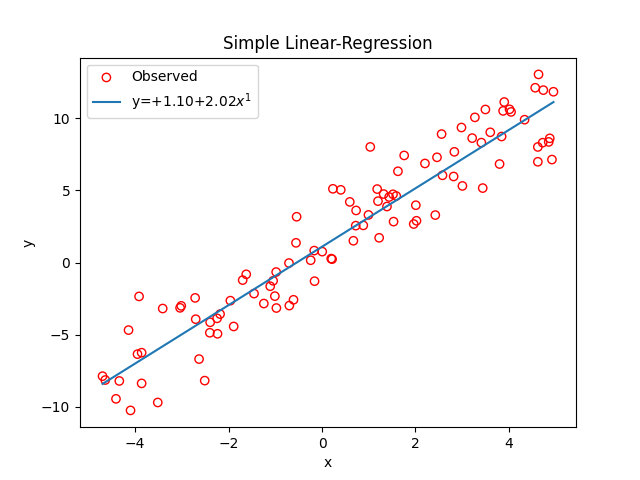 Simple Linear-Regression
Observed
y=+1.10+2.02x¹
10
5
0
−5
−10
y
−4
−2
0
2
4
x